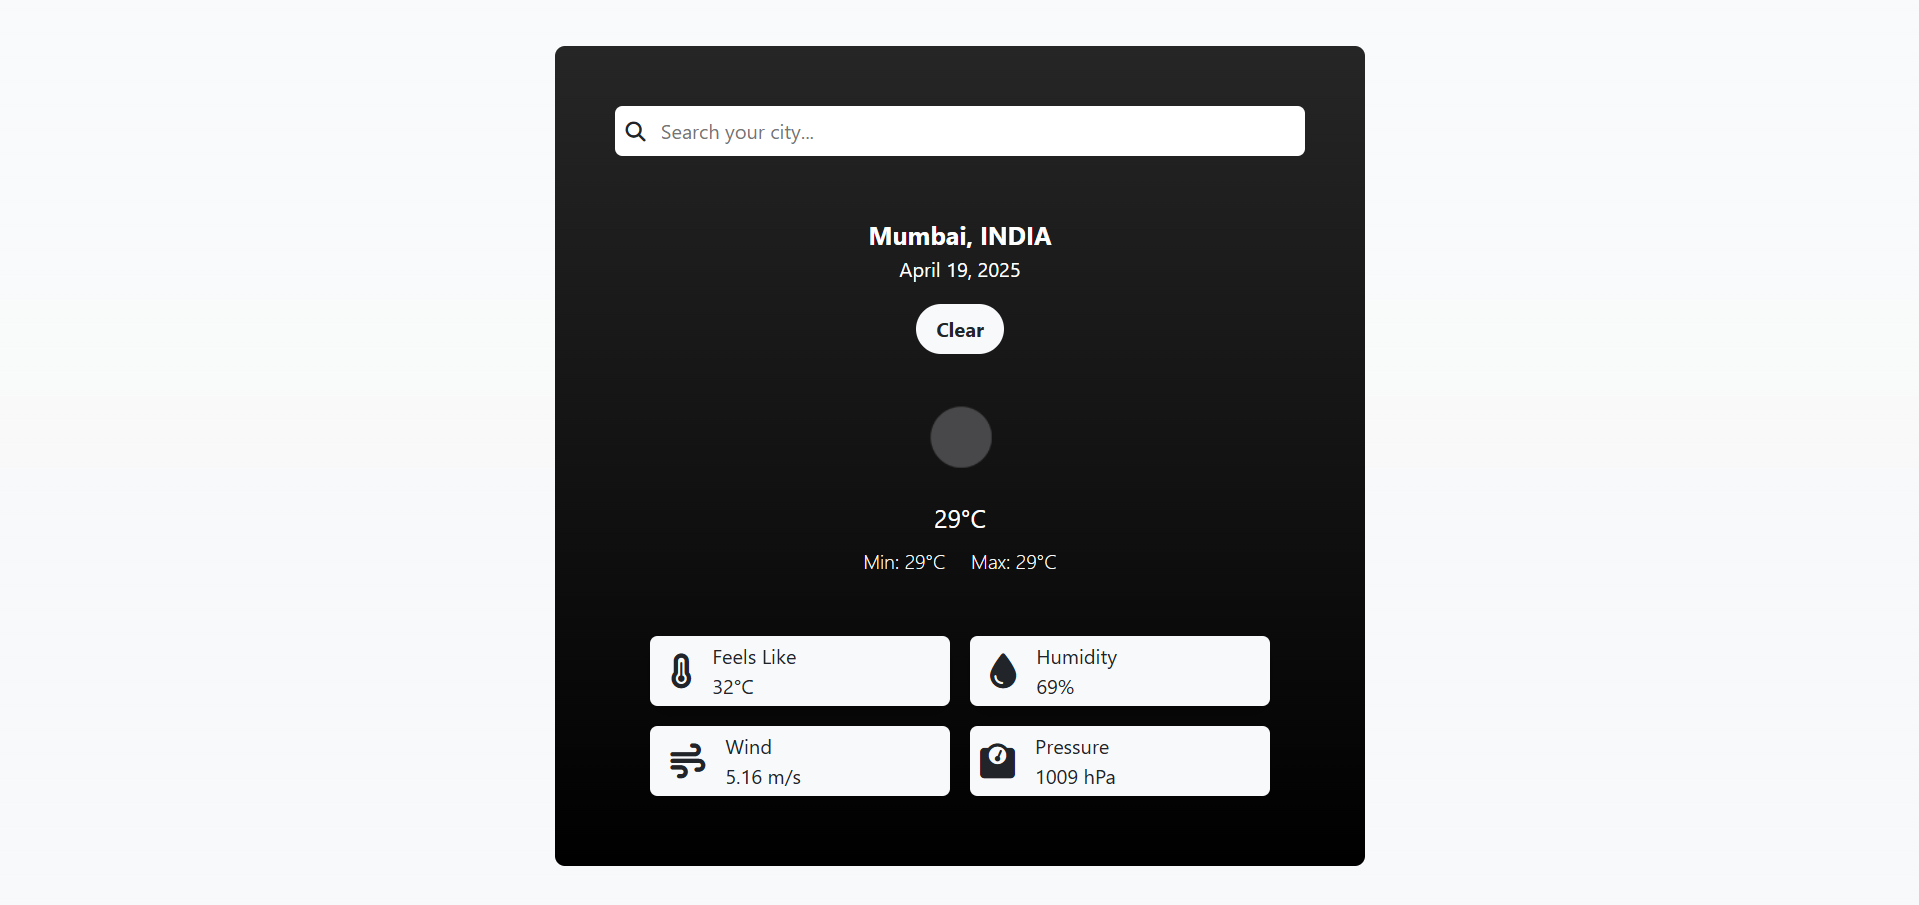 Search your city...
Mumbai, INDIA
April 19, 2025
Clear
29°C
Min: 29°C Max: 29°C
Feels Like
32°C
Humidity
69%
Wind
5.16 m/s
Pressure
1009 hPa